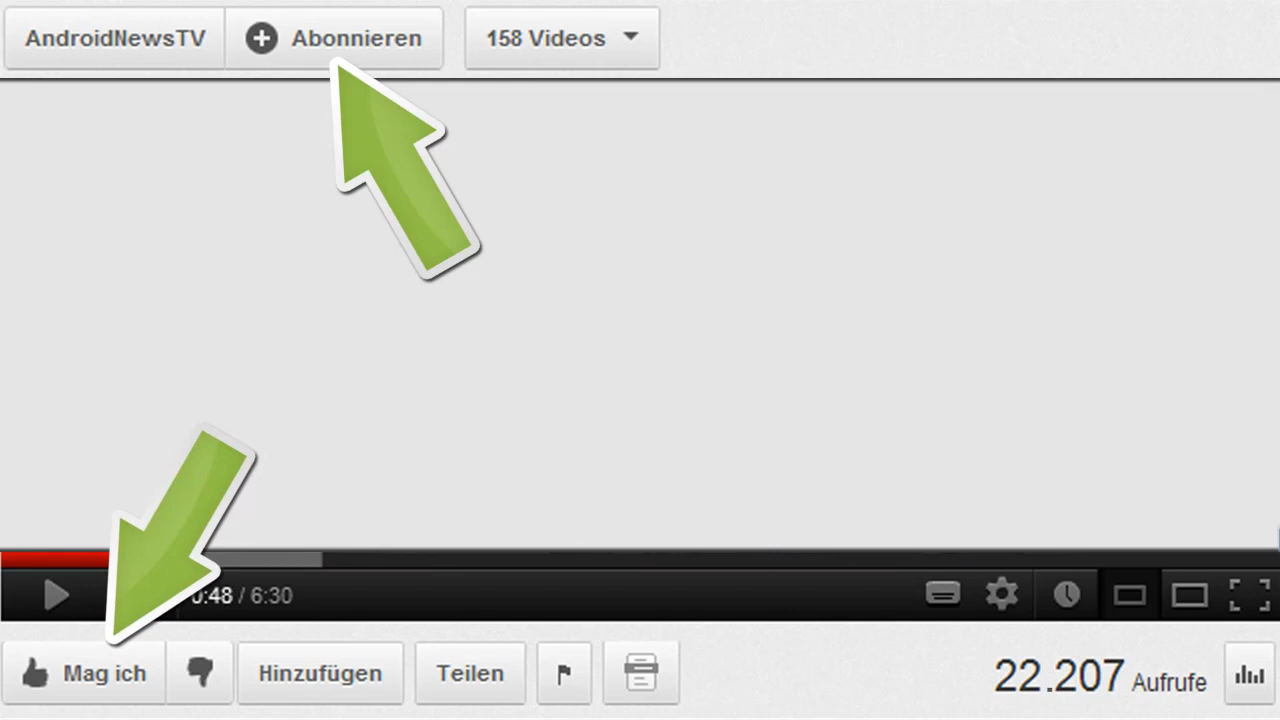 AndroidNewsTV Abonnieren 158 Videos
0:48 / 6:30
Mag ich Hinzufügen Teilen 22.207 Aufrufe